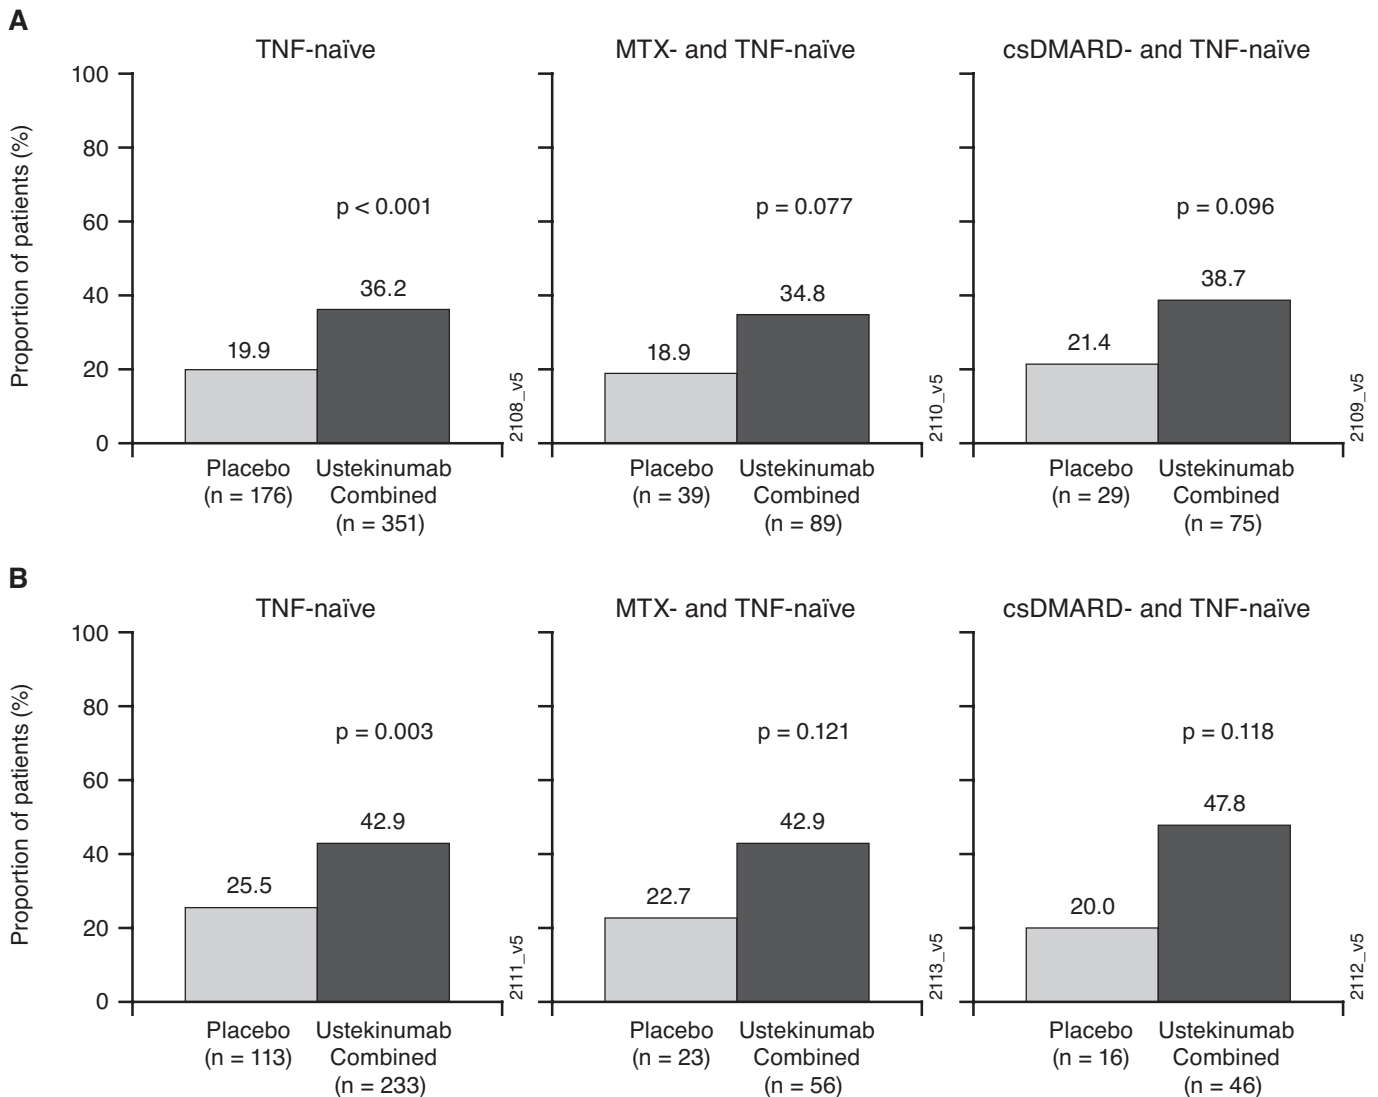 A
TNF-naïve
MTX- and TNF-naïve
csDMARD- and TNF-naïve
Proportion of patients (%)
100
80
60
40
20
0
p < 0.001
19.9
36.2
2108_v5
Placebo
(n = 176)
Ustekinumab
Combined
(n = 351)
p = 0.077
18.9
34.8
2110_v5
Placebo
(n = 39)
Ustekinumab
Combined
(n = 89)
p = 0.096
21.4
38.7
2109_v5
Placebo
(n = 29)
Ustekinumab
Combined
(n = 75)
B
TNF-naïve
MTX- and TNF-naïve
csDMARD- and TNF-naïve
Proportion of patients (%)
100
80
60
40
20
0
p = 0.003
25.5
42.9
2111_v5
Placebo
(n = 113)
Ustekinumab
Combined
(n = 233)
p = 0.121
22.7
42.9
2113_v5
Placebo
(n = 23)
Ustekinumab
Combined
(n = 56)
p = 0.118
20.0
47.8
2112_v5
Placebo
(n = 16)
Ustekinumab
Combined
(n = 46)